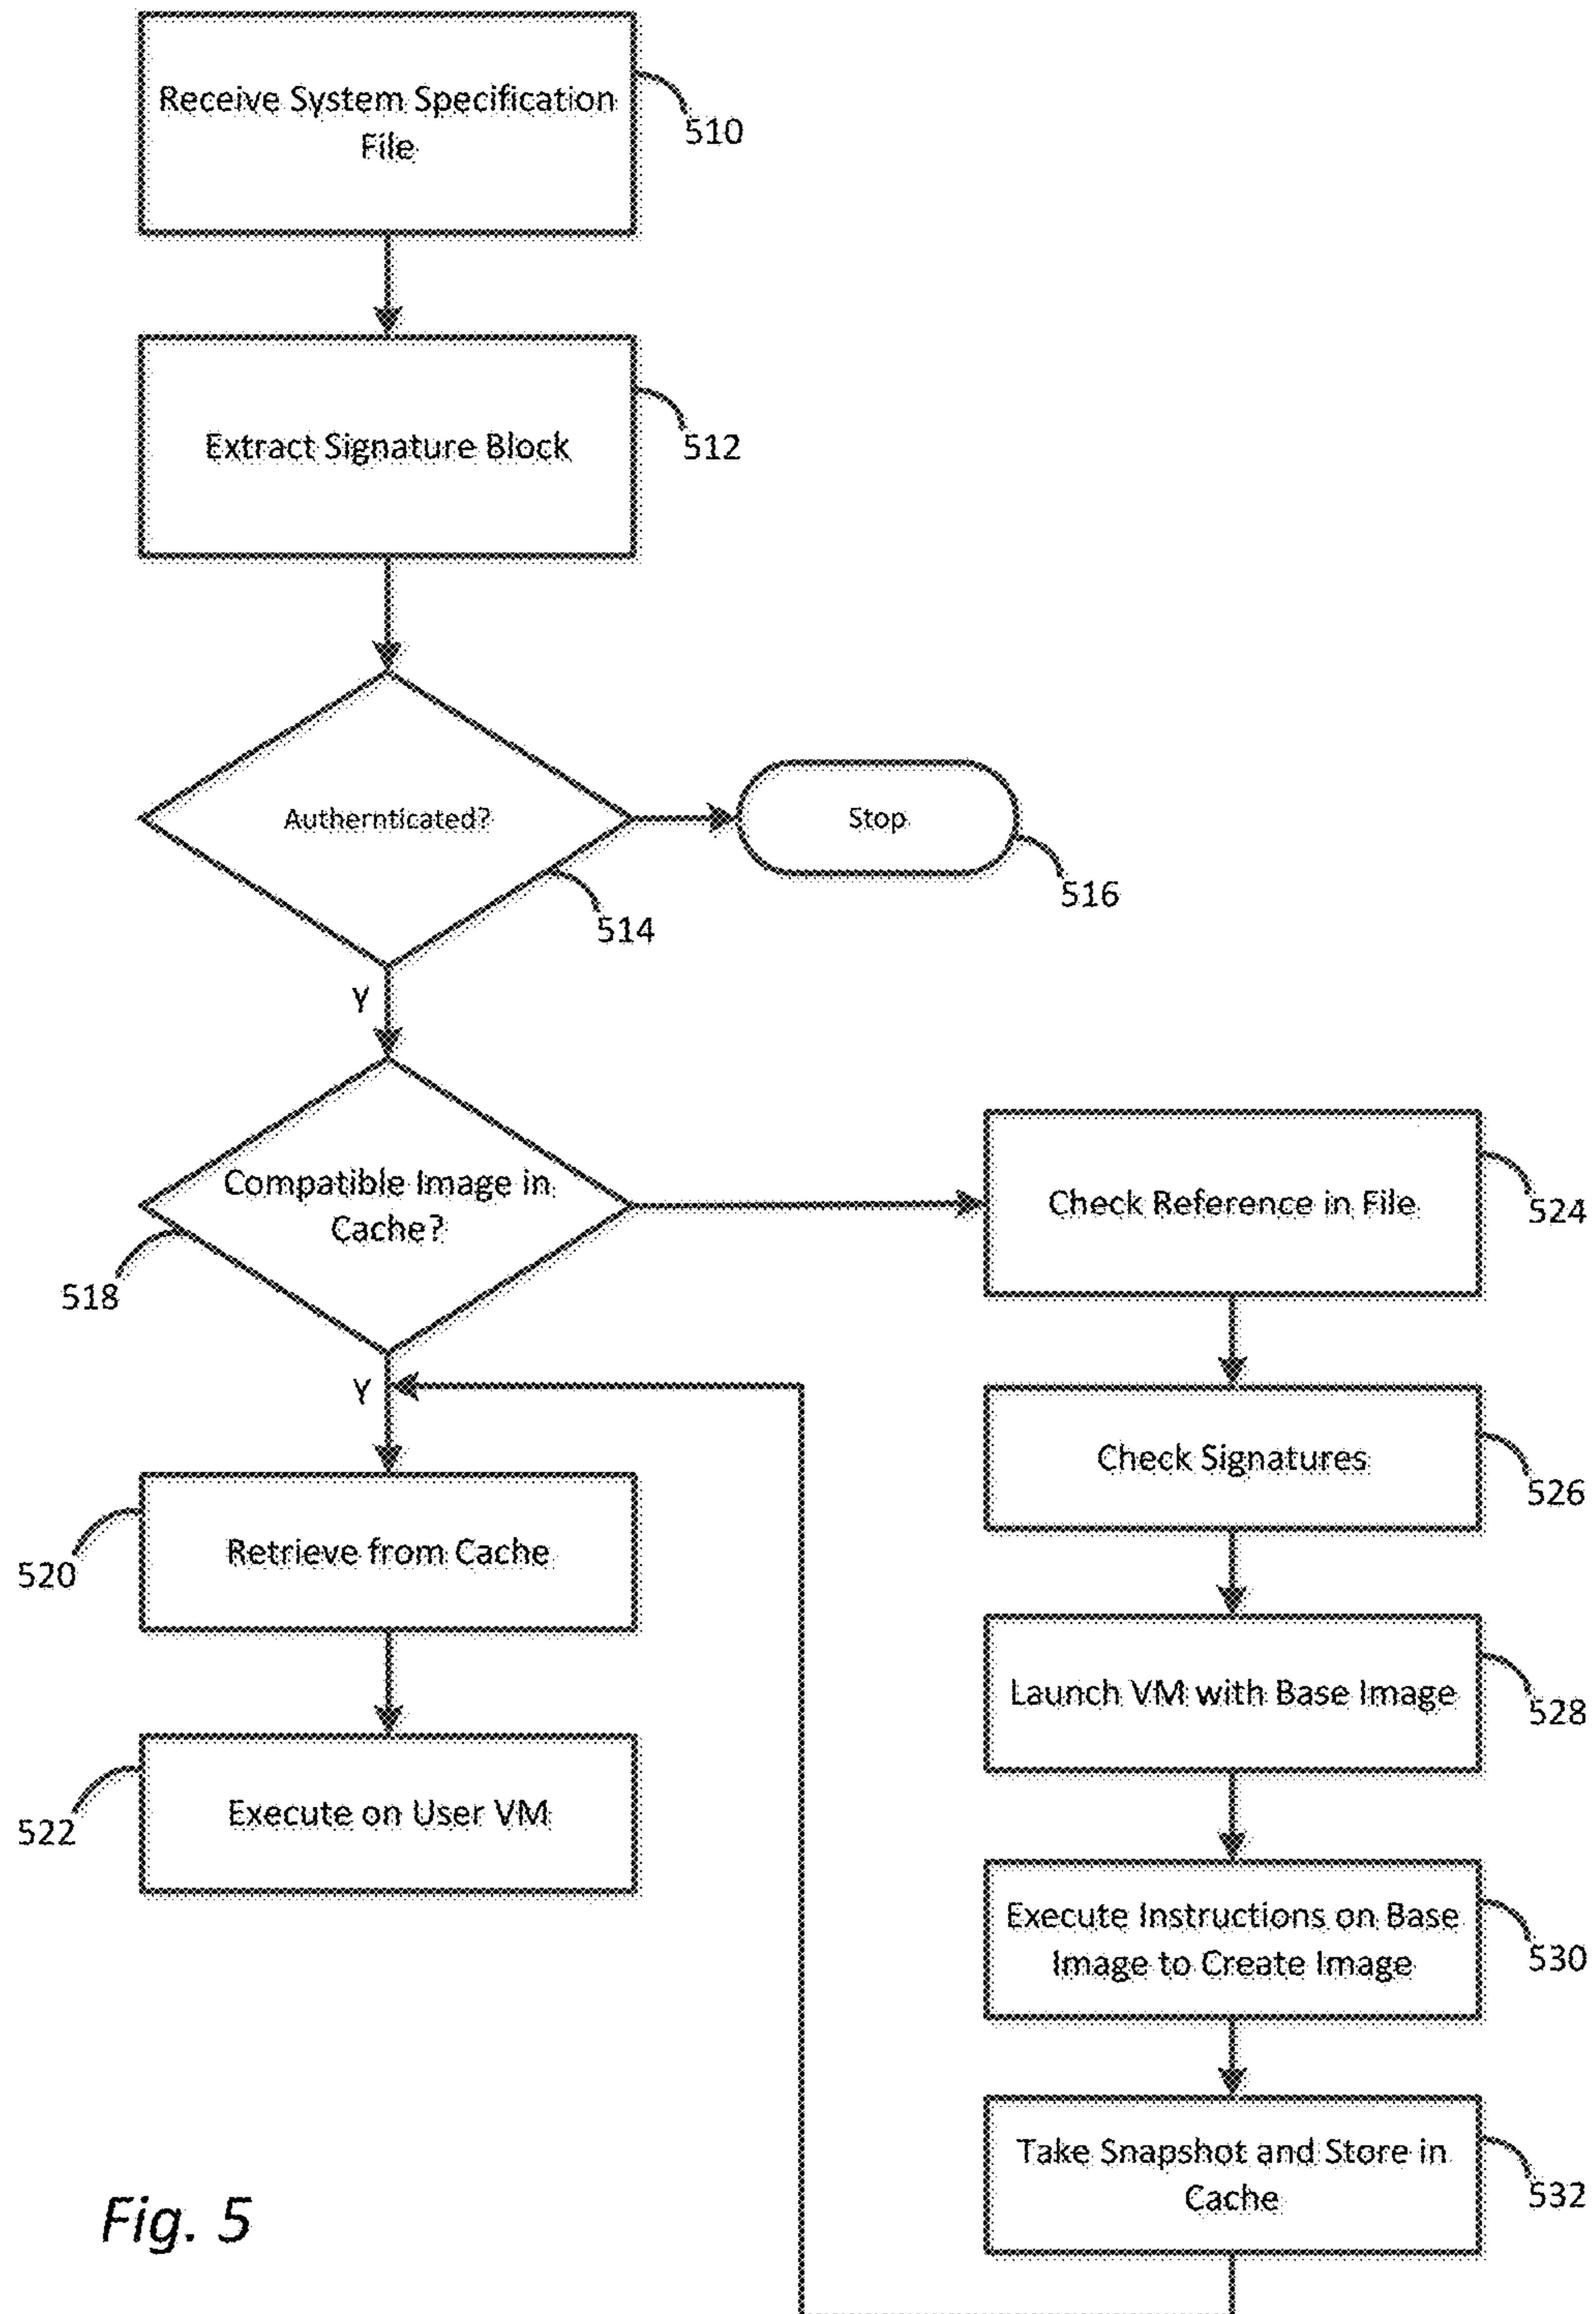 Receive System Specification
File
510
Extract Signature Block
512
Authernticated?
514
Stop
516
Y
Compatible Image in
Cache?
518
Y
Retrieve from Cache
520
Execute on User VM
522
Check Reference in File
524
Check Signatures
526
Launch VM with Base Image
528
Execute Instructions on Base
Image to Create Image
530
Take Snapshot and Store in
Cache
532
Fig. 5